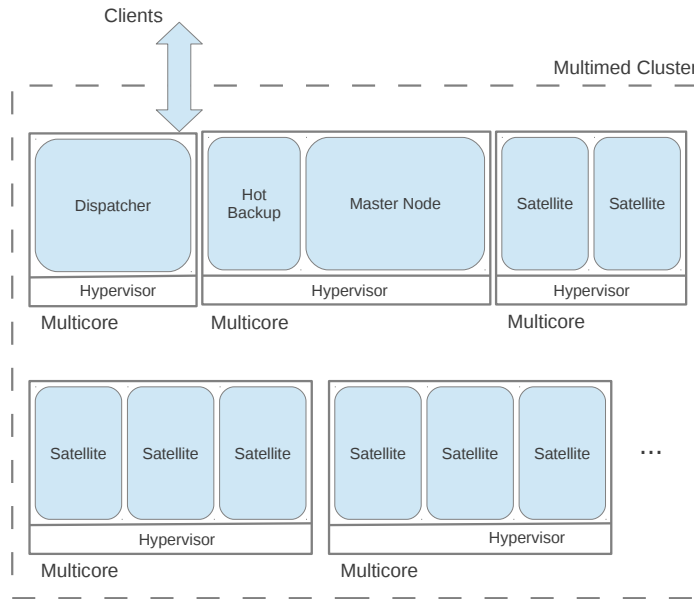 Clients
Multimed Cluster
Dispatcher
Hot
Backup
Master Node
Satellite
Satellite
Hypervisor
Hypervisor
Hypervisor
Multicore
Multicore
Multicore
Satellite
Satellite
Satellite
Satellite
Satellite
Satellite
...
Hypervisor
Hypervisor
Multicore
Multicore